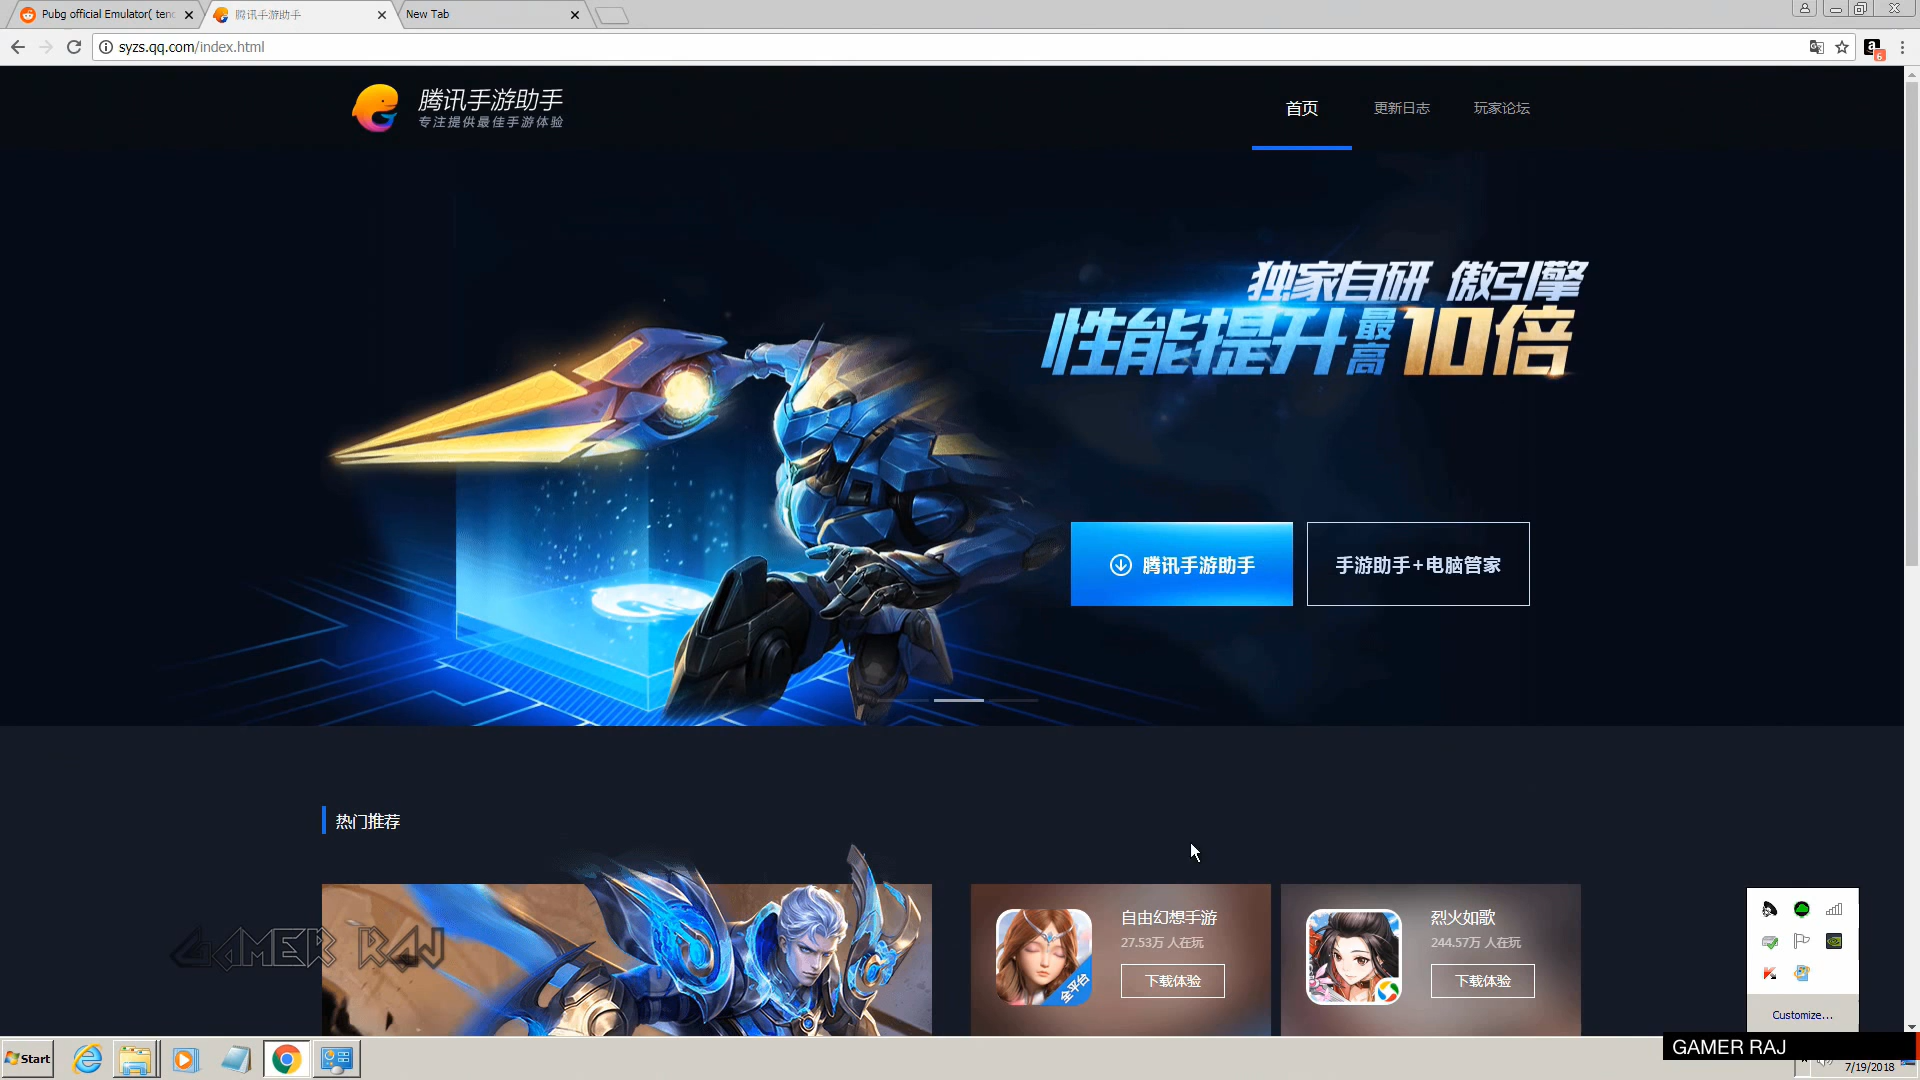 Pubg official Emulator( tenc
腾讯手游助手
New Tab
syzs.qq.com/index.html
6
腾讯手游助手
专注提供最佳手游体验
首页
更新日志
玩家论坛
独家自研 傲引擎
性能提升最高10倍
腾讯手游助手
手游助手+电脑管家
热门推荐
自由幻想手游
27.53万 人在玩
下载体验
全平台
烈火如歌
244.57万 人在玩
下载体验
GAMER RAJ
Customize...
Start
GAMER RAJ
7/19/2018